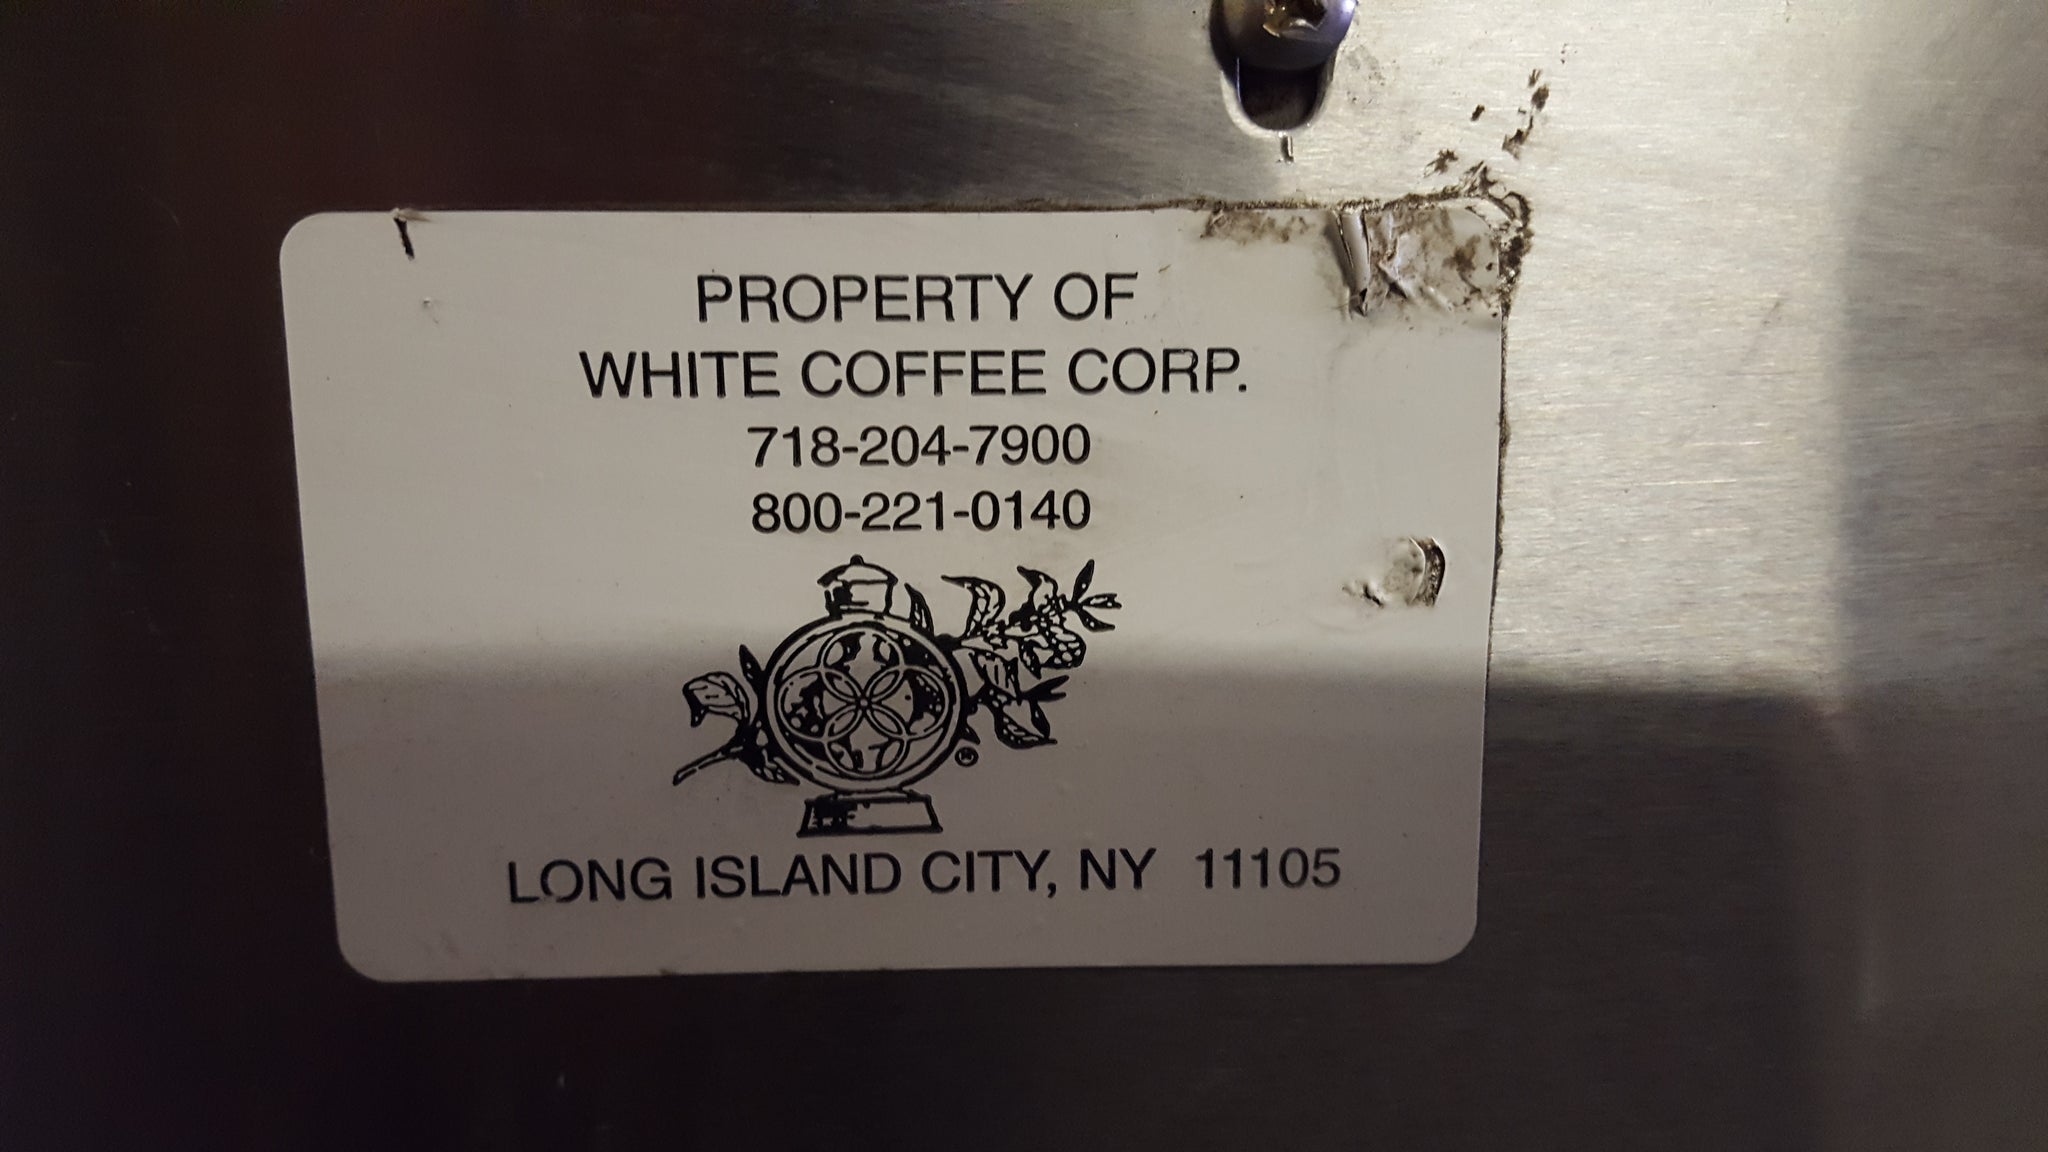 PROPERTY OF
WHITE COFFEE CORP.
718-204-7900
800-221-0140
®
LONG ISLAND CITY, NY 11105